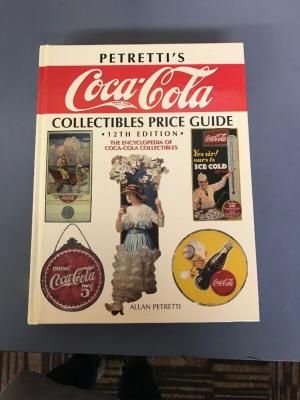 PETRETTI'S
Coca-Cola
COLLECTIBLES PRICE GUIDE
• 12TH EDITION •
THE ENCYCLOPEDIA OF
COCA-COLA COLLECTIBLES
Coca-Cola
Yes sir!
ours is
ICE COLD
DRINK
Coca-Cola
5¢
Coca-Cola
ALLAN PETRETTI